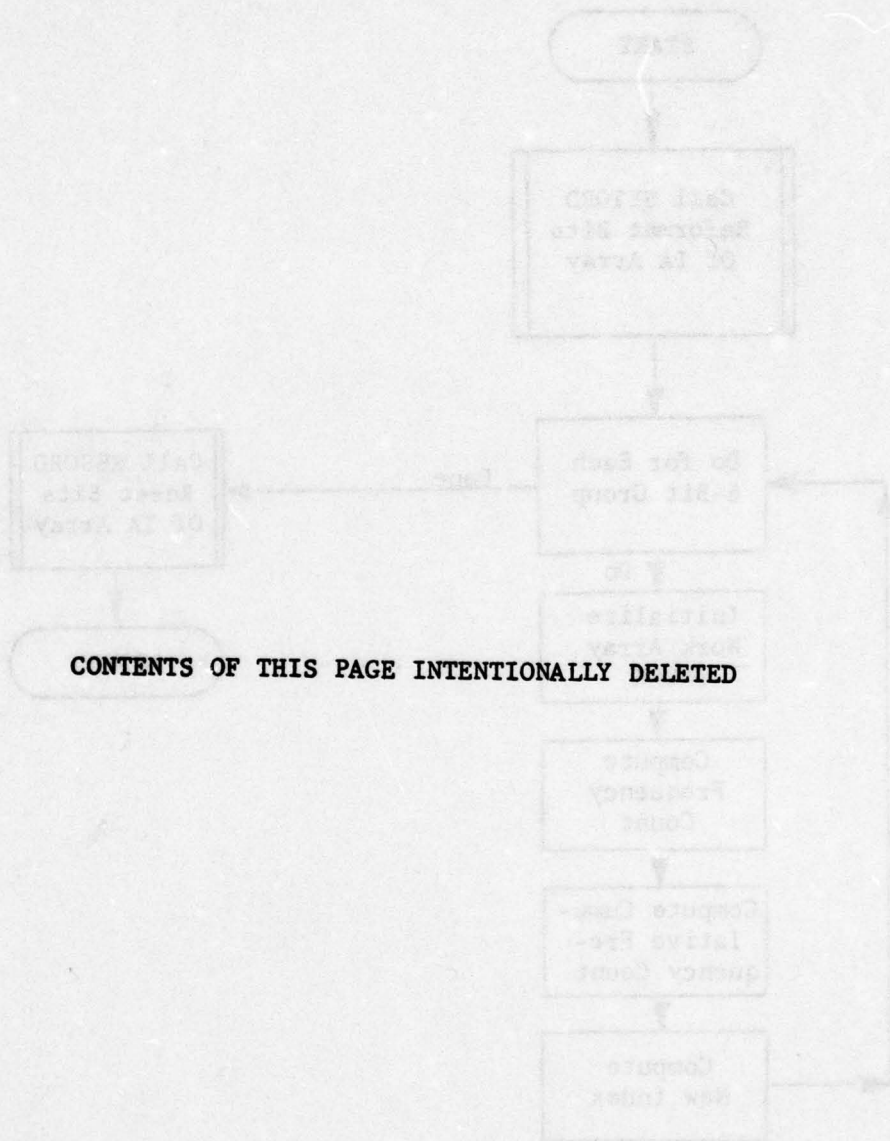 CONTENTS OF THIS PAGE INTENTIONALLY DELETED
START
Call
Reformat Bits
Of IA Array
Do for Each
6-Bit Group
Done
Call RESORD
Reset Bits
Of IA Array
Do
Initialize
Work Array
Compute
Frequency
Count
Compute Cumu-
lative Fre-
quency Count
Compute
New Index